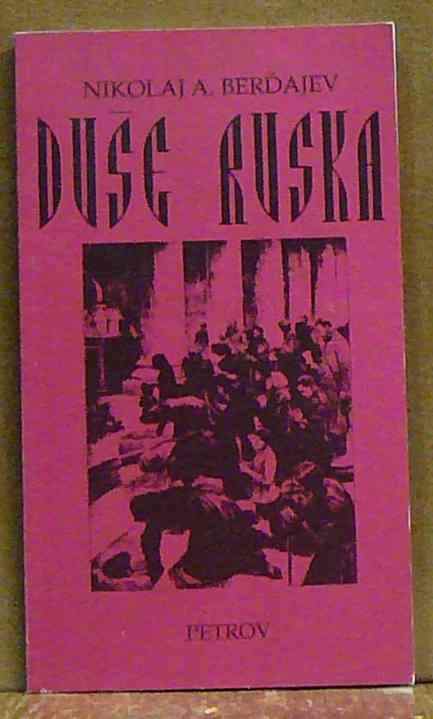 NIKOLAJ A. BERĎAJEV
DUŠE RUSKA
PETROV